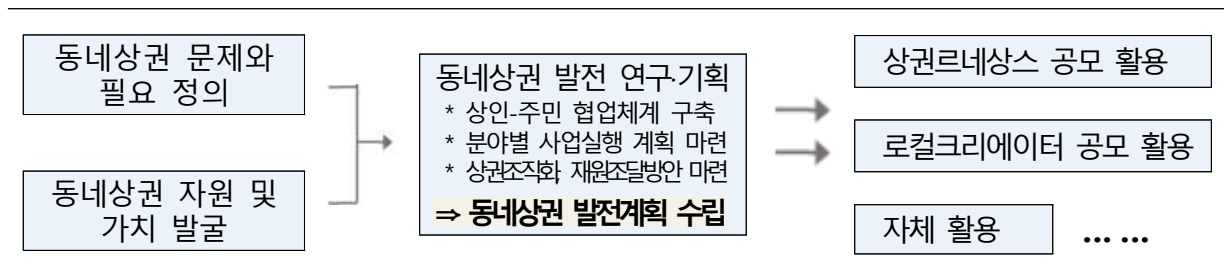 동네상권 문제와
필요 정의
동네상권 자원 및
가치 발굴
동네상권 발전 연구·기획
* 상인-주민 협업체계 구축
* 분야별 사업실행 계획 마련
* 상권조직화, 재원조달방안 마련
⇒ 동네상권 발전계획 수립
상권르네상스 공모 활용
로컬크리에이터 공모 활용
자체 활용 ... ...